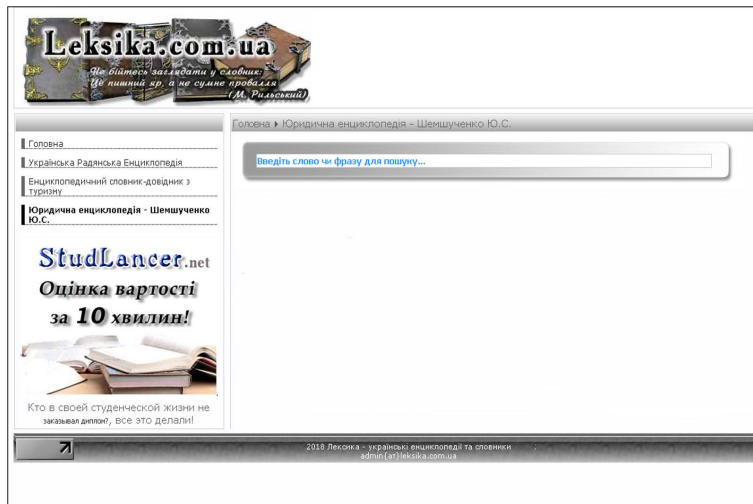 Leksika.com.ua
Не бійтесь заглядати у словник:
Це пишний яр, а не сумне провалля
(М. Рильський)
Головна ▸ Юридична енциклопедія - Шемшученко Ю.С.
Головна
Українська Радянська Енциклопедія
Енциклопедичний словник-довідник з
туризму
Юридична енциклопедія - Шемшученко
Ю.С.
Введіть слово чи фразу для пошуку...
StudLancer.net
Оцінка вартості
за 10 хвилин!
Кто в своей студенческой жизни не
заказывал диплом?, все это делали!
2018 Лексика - українські енциклопедії та словники
admin{ат}leksika.com.ua